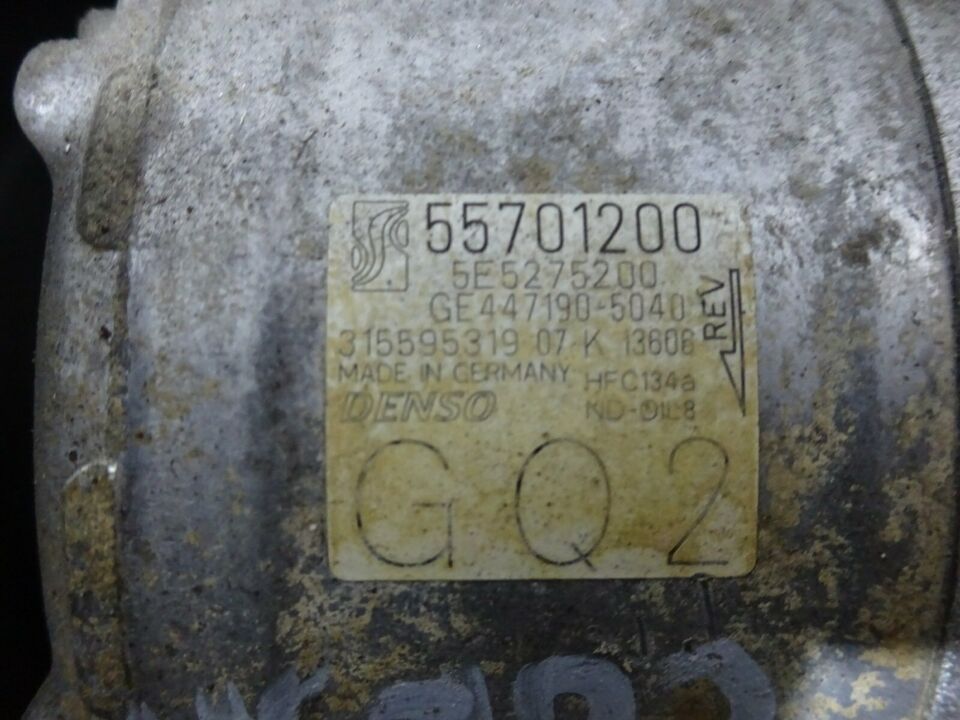 55701200
5E5275200
GE447190-5040
315595319 07 K 13606
MADE IN GERMANY HFC134a
DENSO ND-OIL8
REV
GQ2